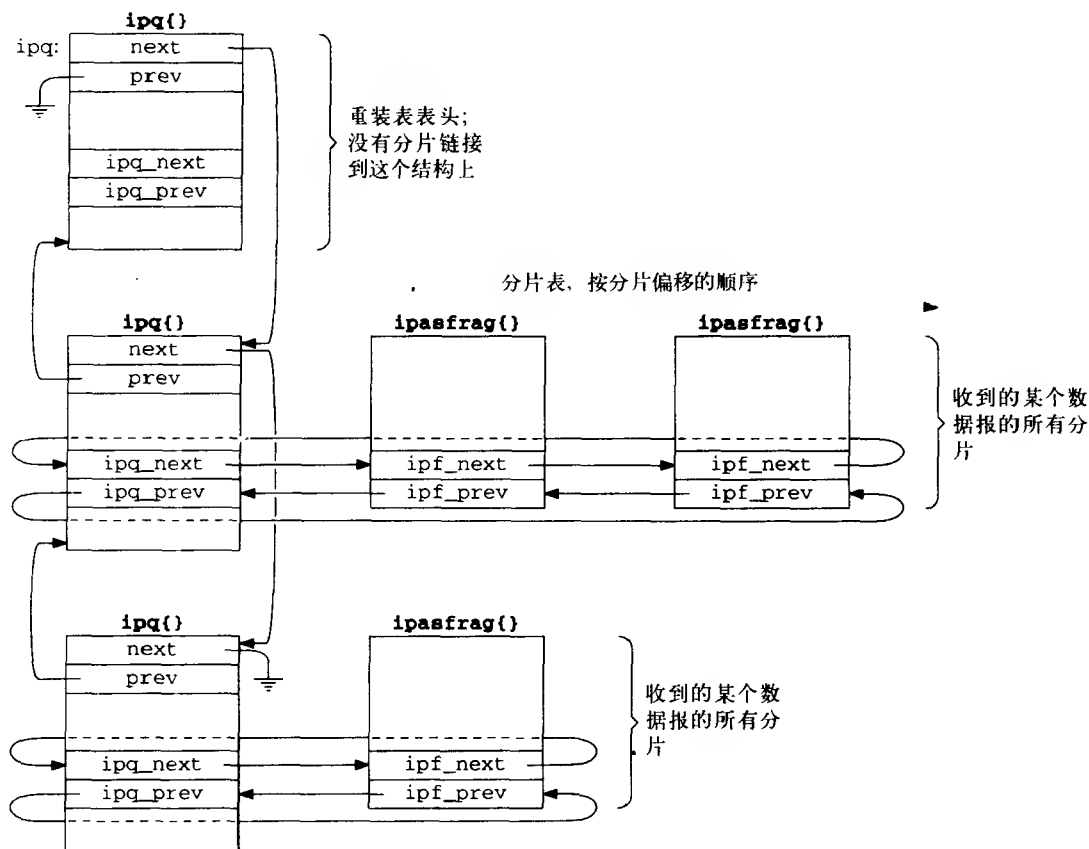 ipq{}
ipq:
next
prev
ipq_next
ipq_prev
重装表表头;
没有分片链接
到这个结构上
分片表, 按分片偏移的顺序
ipq{}
ipasfrag{}
ipasfrag{}
next
prev
ipq_next
ipf_next
ipf_next
ipq_prev
ipf_prev
ipf_prev
收到的某个数
据报的所有分
片
ipq{}
ipasfrag{}
next
prev
ipq_next
ipf_next
ipq_prev
ipf_prev
收到的某个数
据报的所有分
片